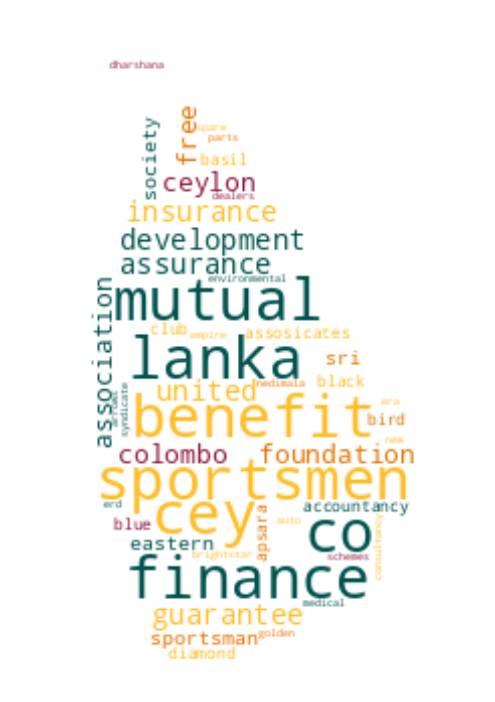 dharshana
society
free
spare
parts
basil
ceylon
dealers
insurance
development
assurance
environmental
association
mutual
club
empire
assosicates
lanka
sri
united
nedimala
black
syndicate
arrows
benefit
era
bird
new
colombo
foundation
sportsmen
erd
cey
accountancy
blue
apsara
auto
co
consultancy
eastern
brightstar
schemes
finance
medical
guarantee
sportsman
golden
diamond